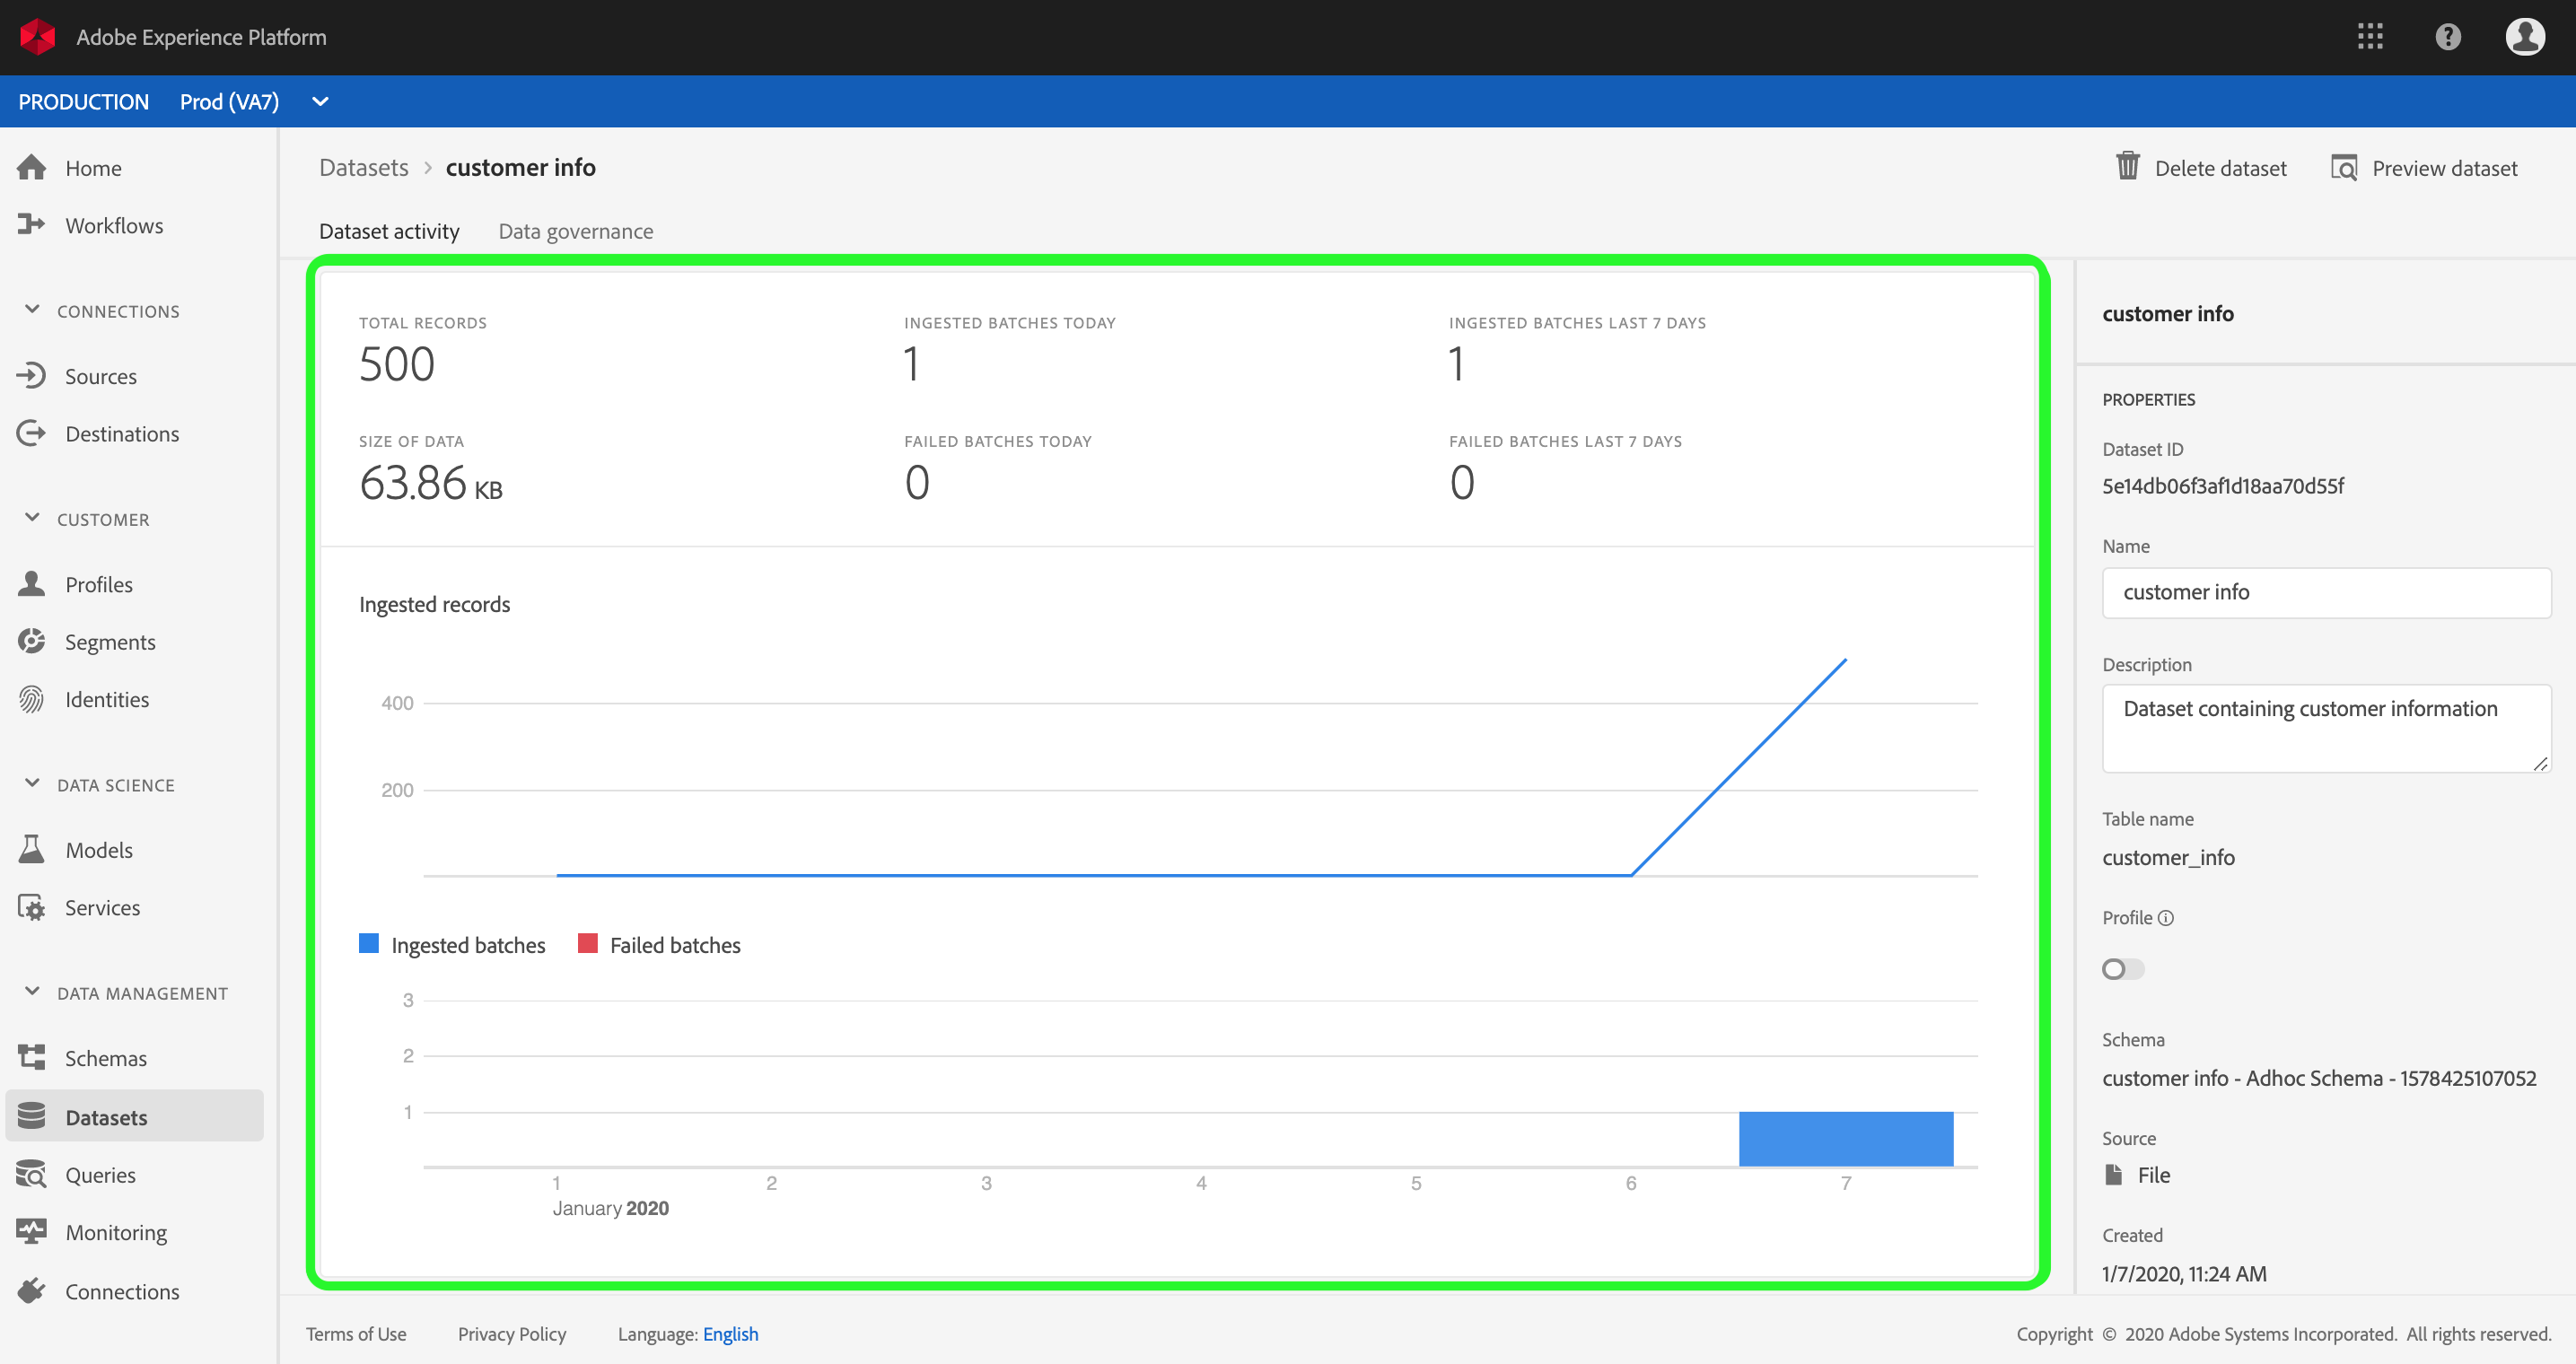 Adobe Experience Platform
PRODUCTION Prod (VA7)
Home
Workflows
CONNECTIONS
Sources
Destinations
CUSTOMER
Profiles
Segments
Identities
DATA SCIENCE
Models
Services
DATA MANAGEMENT
Schemas
Datasets
Queries
Monitoring
Connections
Datasets > customer info
Delete dataset
Preview dataset
Dataset activity Data governance
TOTAL RECORDS
500
INGESTED BATCHES TODAY
1
INGESTED BATCHES LAST 7 DAYS
1
SIZE OF DATA
63.86 KB
FAILED BATCHES TODAY
0
FAILED BATCHES LAST 7 DAYS
0
Ingested records
400
200
Ingested batches Failed batches
3
2
1
1 2 3 4 5 6 7
January 2020
customer info
PROPERTIES
Dataset ID
5e14db06f3af1d18aa70d55f
Name
customer info
Description
Dataset containing customer information
Table name
customer_info
Profile
Schema
customer info - Adhoc Schema - 1578425107052
Source
File
Created
1/7/2020, 11:24 AM
Terms of Use Privacy Policy Language: English
Copyright © 2020 Adobe Systems Incorporated. All rights reserved.